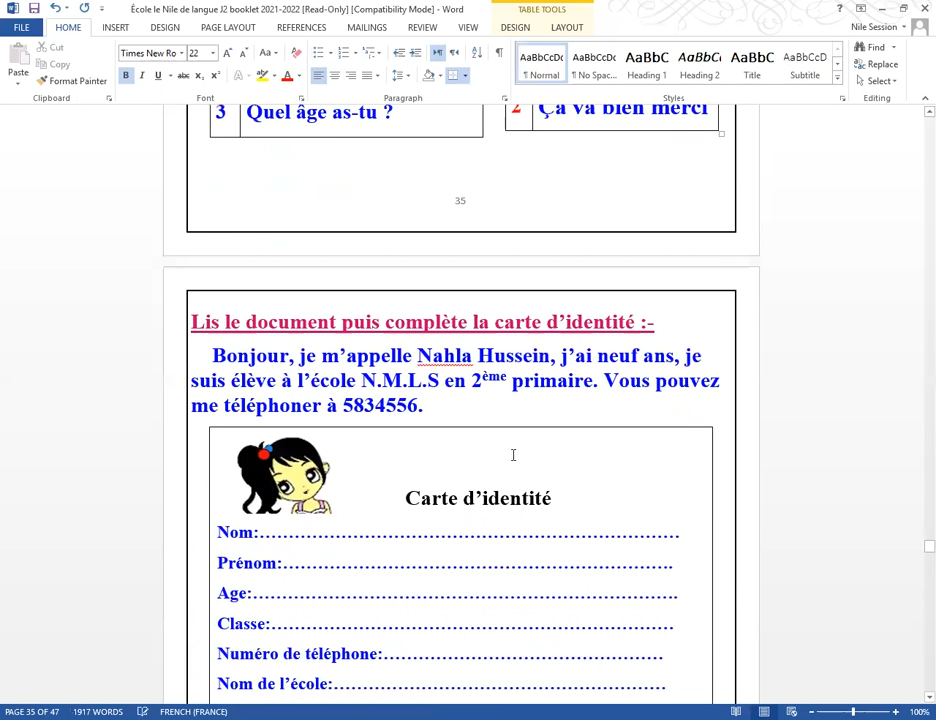 École le Nile de langue J2 booklet 2021-2022 [Read-Only] [Compatibility Mode] - Word
TABLE TOOLS
?
FILE HOME INSERT DESIGN PAGE LAYOUT REFERENCES MAILINGS REVIEW VIEW DESIGN LAYOUT Nile Session
Paste
Cut
Copy
Format Painter
Clipboard
Times New Ro 22 A A Aa
B I U abc X₂ X² A A
Font
Paragraph
AaBbCc AaBbCc AaBbC AaBbC AaBbC AaBbCcD
¶ Normal ¶ No Spac... Heading 1 Heading 2 Title Subtitle
Styles
Find
Replace
Select
Editing
3 Quel âge as-tu ?
2 Ça va bien merci
35
Lis le document puis complète la carte d’identité :-
Bonjour, je m’appelle Nahla Hussein, j’ai neuf ans, je
suis élève à l’école N.M.L.S en 2ème primaire. Vous pouvez
me téléphoner à 5834556.
Carte d’identité
Nom:……………………………………………………………………
Prénom:……………………………………………………………….
Age:…………………………………………………………………….
Classe:…………………………………………………………………
Numéro de téléphone:……………………………………………
Nom de l’école:………………………………………………………
PAGE 35 OF 47 1917 WORDS FRENCH (FRANCE) 100%